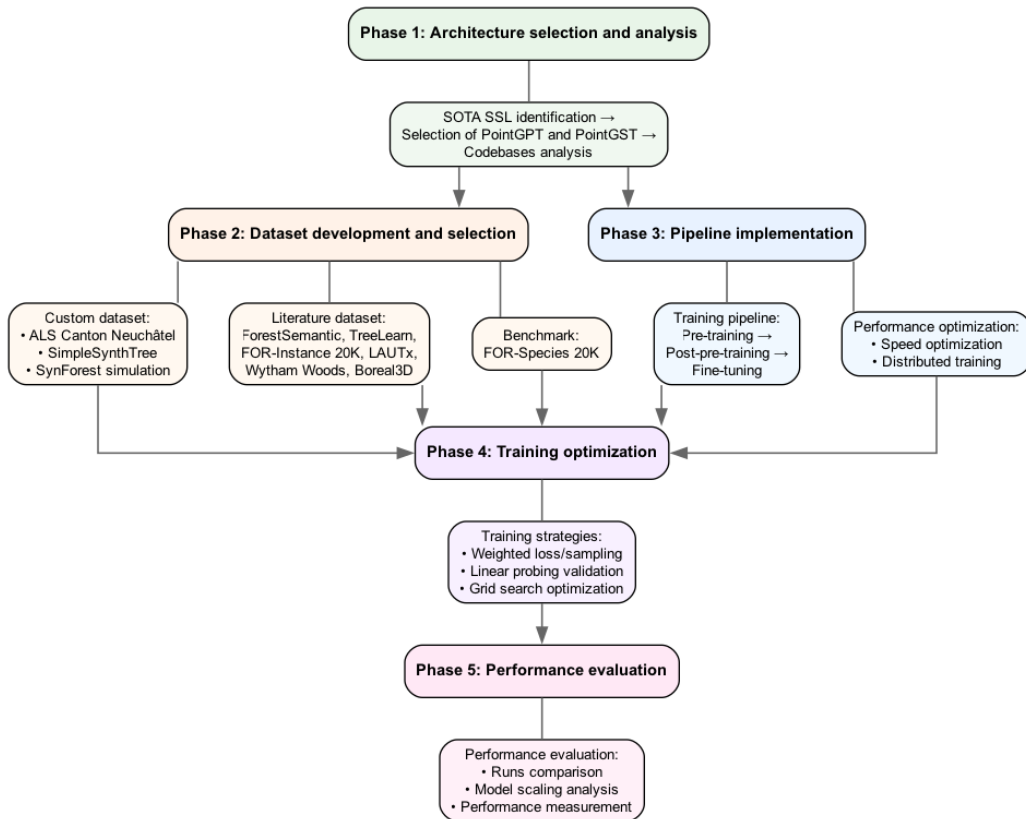 Phase 1: Architecture selection and analysis
SOTA SSL identification →
Selection of PointGPT and PointGST →
Codebases analysis
Phase 2: Dataset development and selection
Phase 3: Pipeline implementation
Custom dataset:
• ALS Canton Neuchâtel
• SimpleSynthTree
• SynForest simulation
Literature dataset:
ForestSemantic, TreeLearn,
FOR-Instance 20K, LAUTx,
Wytham Woods, Boreal3D
Benchmark:
FOR-Species 20K
Training pipeline:
Pre-training →
Post-pre-training →
Fine-tuning
Performance optimization:
• Speed optimization
• Distributed training
Phase 4: Training optimization
Training strategies:
• Weighted loss/sampling
• Linear probing validation
• Grid search optimization
Phase 5: Performance evaluation
Performance evaluation:
• Runs comparison
• Model scaling analysis
• Performance measurement